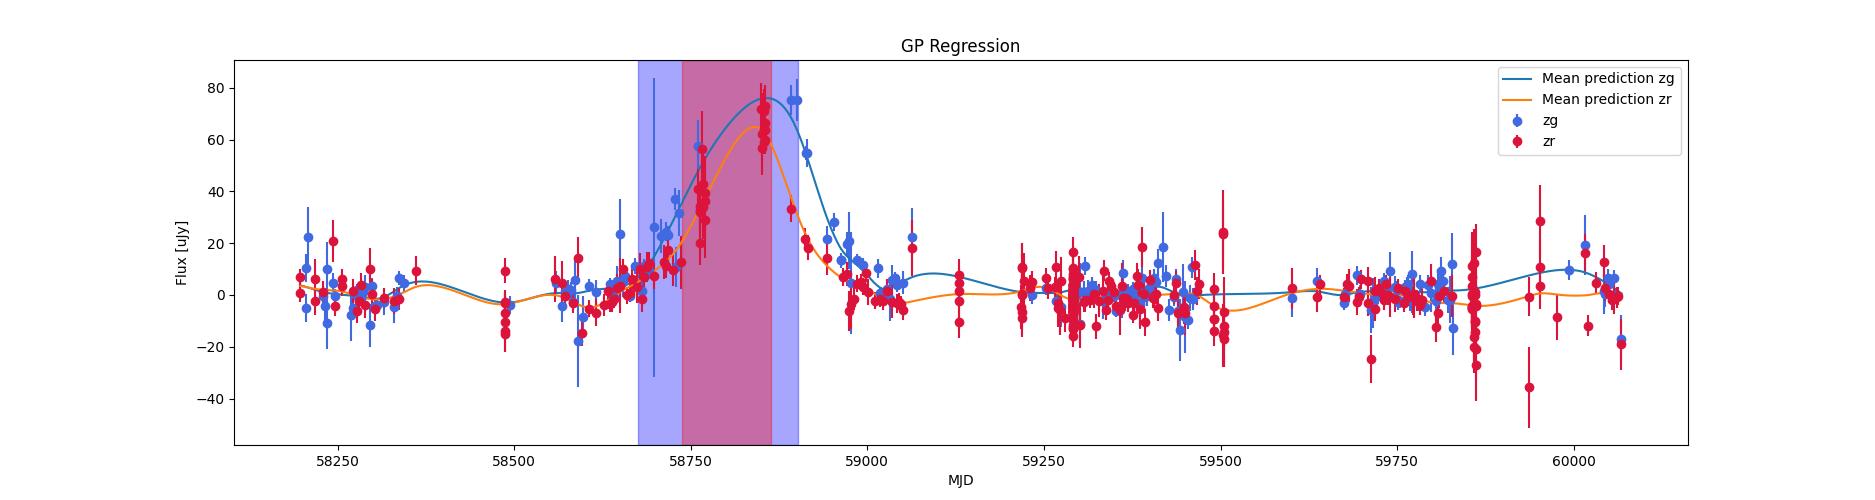 GP Regression
Flux [uJy]
80
60
40
20
0
−20
−40
58250 58500 58750 59000 59250 59500 59750 60000
MJD
Mean prediction zg
Mean prediction zr
zg
zr